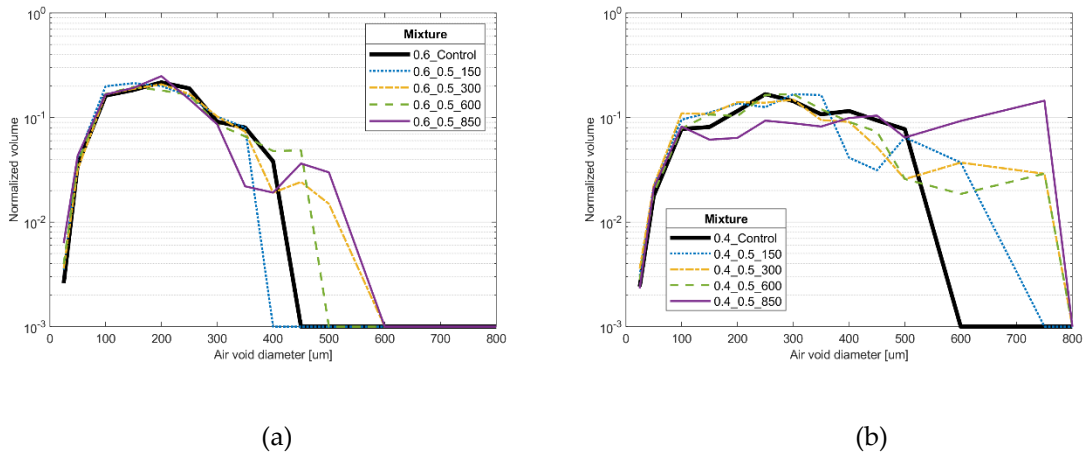 10^0
10^-1
10^-2
10^-3
Normalized volume
0 100 200 300 400 500 600 700 800
Air void diameter [um]
Mixture
0.6_Control
0.6_0.5_150
0.6_0.5_300
0.6_0.5_600
0.6_0.5_850
(a)
10^0
10^-1
10^-2
10^-3
Normalized volume
0 100 200 300 400 500 600 700 800
Air void diameter [um]
Mixture
0.4_Control
0.4_0.5_150
0.4_0.5_300
0.4_0.5_600
0.4_0.5_850
(b)